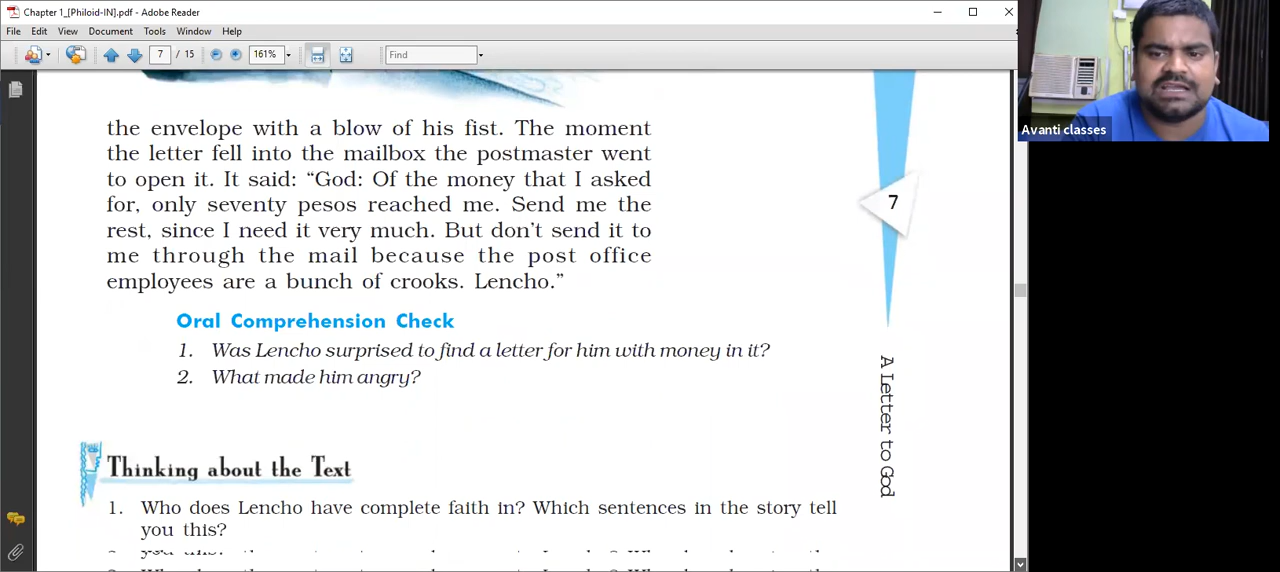 Chapter 1_[Philoid-IN].pdf - Adobe Reader
File Edit View Document Tools Window Help
7 / 15 161% Find
the envelope with a blow of his fist. The moment
the letter fell into the mailbox the postmaster went
to open it. It said: “God: Of the money that I asked
for, only seventy pesos reached me. Send me the
rest, since I need it very much. But don’t send it to
me through the mail because the post office
employees are a bunch of crooks. Lencho.”
Oral Comprehension Check
1. Was Lencho surprised to find a letter for him with money in it?
2. What made him angry?
Thinking about the Text
1. Who does Lencho have complete faith in? Which sentences in the story tell
you this?
7
A Letter to God
Avanti classes